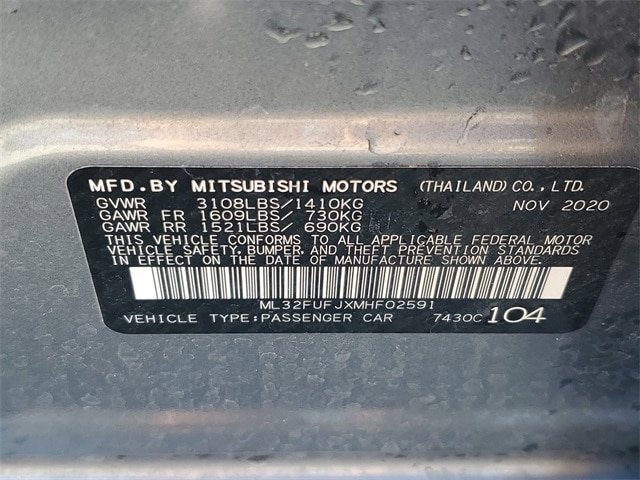 MFD.BY MITSUBISHI MOTORS (THAILAND)CO.,LTD.
GVWR 3108LBS/1410KG NOV 2020
GAWR FR 1609LBS/ 730KG
GAWR RR 1521LBS/ 690KG
THIS VEHICLE CONFORMS TO ALL APPLICABLE FEDERAL MOTOR
VEHICLE SAFETY, BUMPER, AND THEFT PREVENTION STANDARDS
IN EFFECT ON THE DATE OF MANUFACTURE SHOWN ABOVE.
ML32FUFJXMHF02591
VEHICLE TYPE:PASSENGER CAR 7430C 104